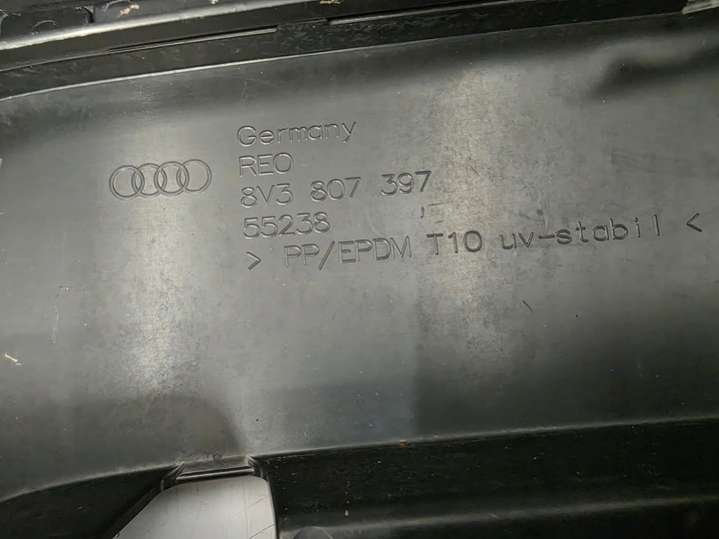 Germany
REO
8V3 807 397
55238
> PP/EPDM T10 uv-stabil <